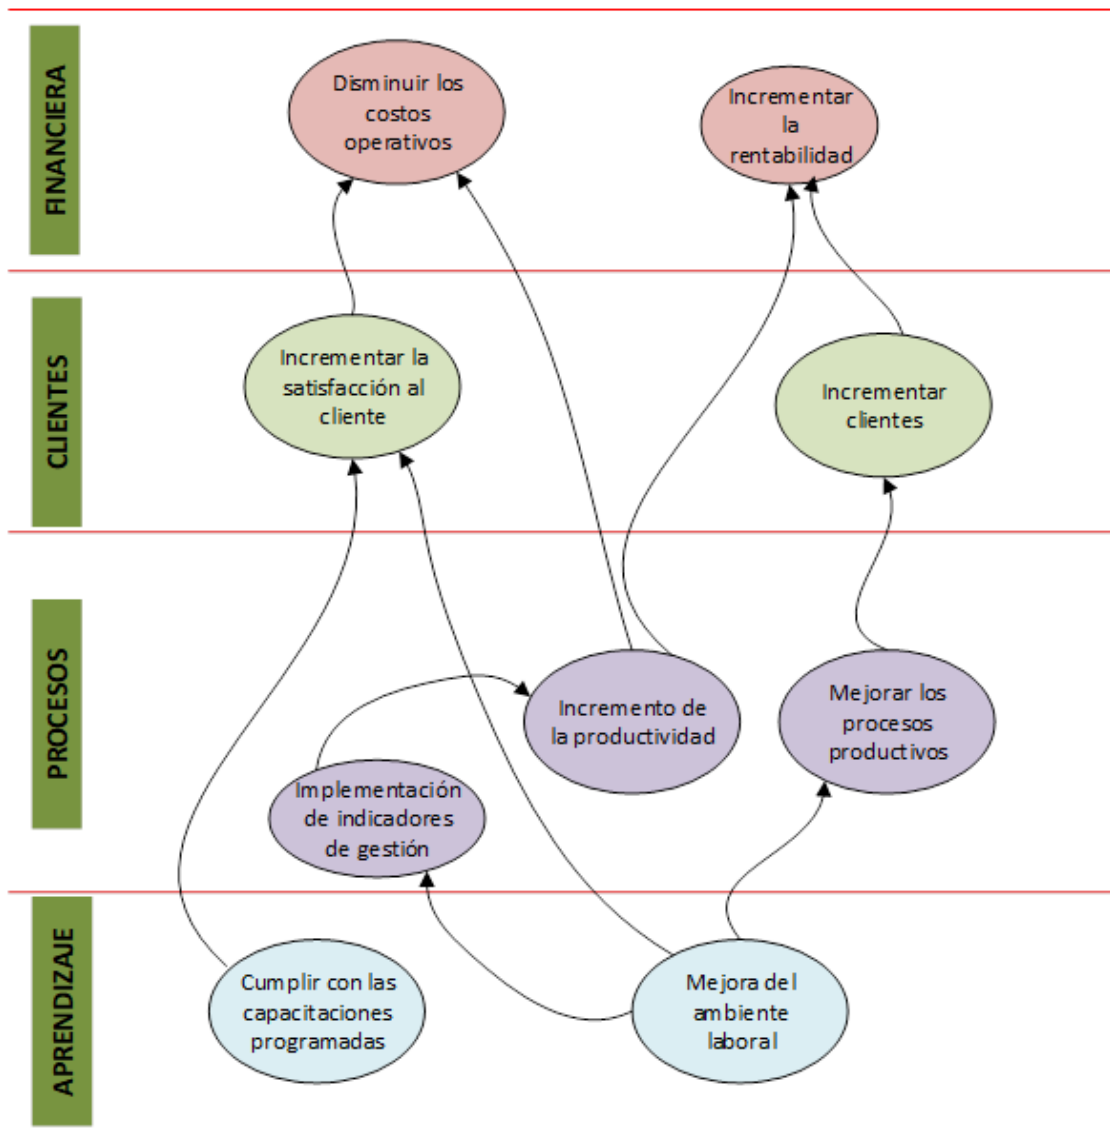 FINANCIERA
Disminuir los
costos
operativos
Incrementar
la
rentabilidad
CLIENTES
Incrementar la
satisfacción al
cliente
Incrementar
clientes
PROCESOS
Implementación
de indicadores
de gestión
Incremento de
la productividad
Mejorar los
procesos
productivos
APRENDIZAJE
Cumplir con las
capacitaciones
programadas
Mejora del
ambiente
laboral